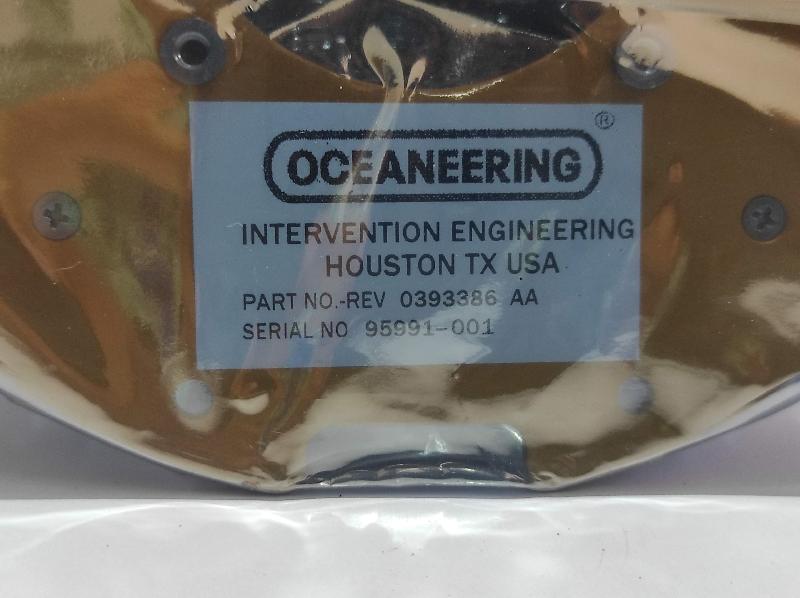 OCEANEERING ®
INTERVENTION ENGINEERING
HOUSTON TX USA
PART NO.-REV 0393386 AA
SERIAL NO 95991-001